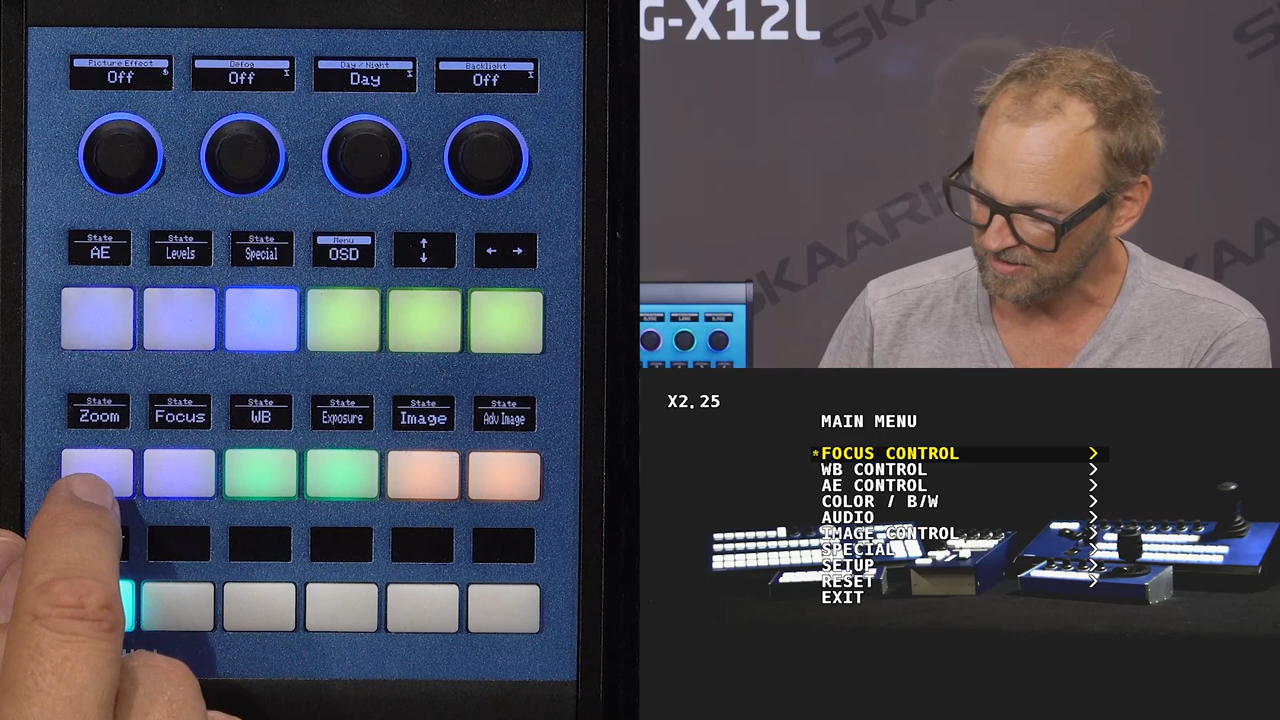 Picture Effect
Off
Defog
Off
Day / Night
Day
Backlight
Off
State
AE
State
Levels
State
Special
Menu
OSD
State
Zoom
State
Focus
State
WB
State
Exposure
State
Image
State
Adv Image
G-X12L
SKAARH
SKAARH
X2.25
MAIN MENU
*FOCUS CONTROL >
WB CONTROL >
AE CONTROL >
COLOR / B/W >
AUDIO >
IMAGE CONTROL >
SPECIAL >
SETUP >
RESET >
EXIT